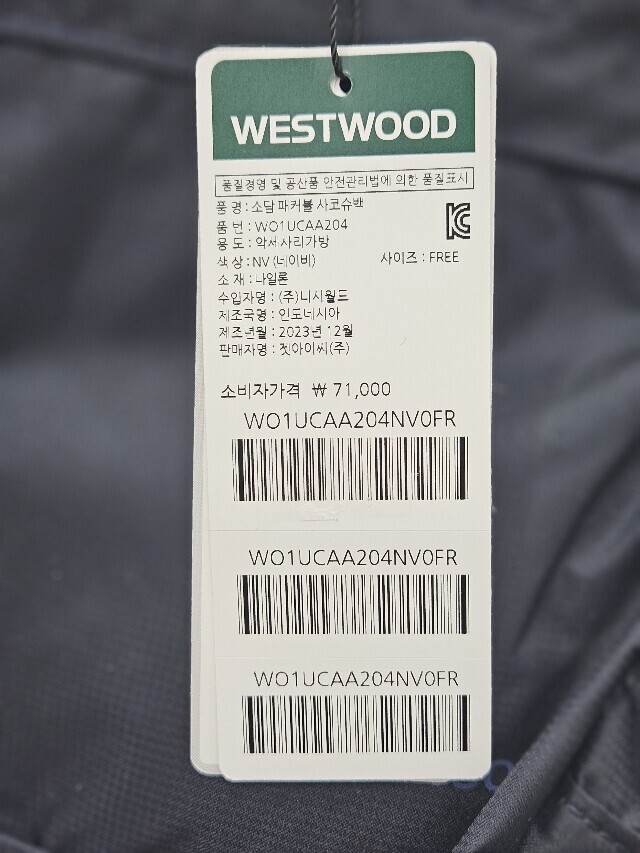 WESTWOOD
품질경영 및 공산품 안전관리법에 의한 품질표시
품 명 : 소담 패커블 사코슈백
품 번 : WO1UCAA204
용 도 : 악세사리가방
색 상 : NV (네이비) 사이즈 : FREE
소 재 : 나일론
수입자명 : (주)니시월드
제조국명 : 인도네시아
제조년월 : 2023년 12월
판매자명 : 젯아이씨(주)
소비자가격 ₩ 71,000
WO1UCAA204NV0FR
WO1UCAA204NV0FR
WO1UCAA204NV0FR